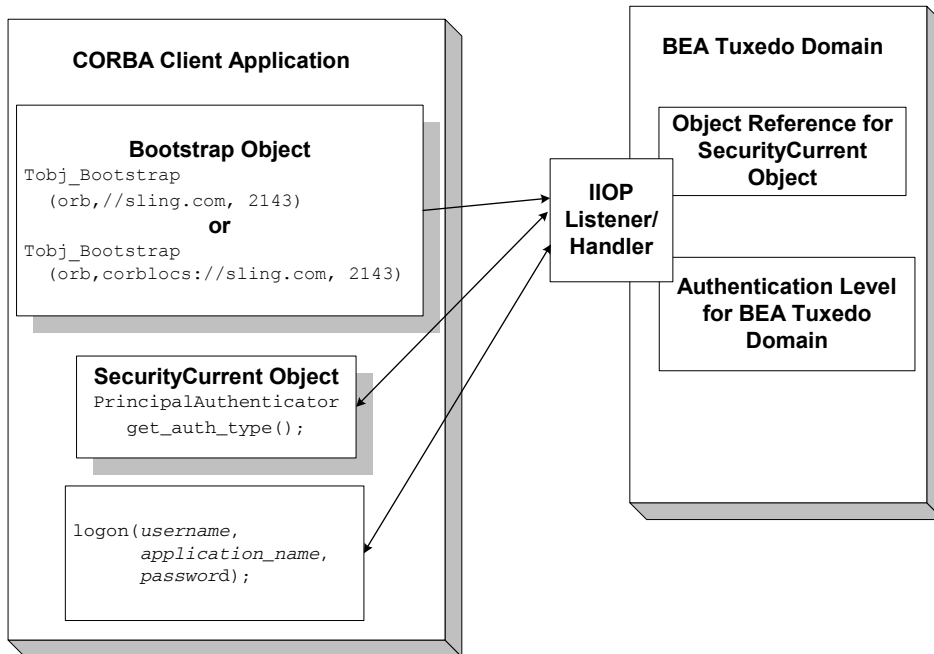 CORBA Client Application
Bootstrap Object
Tobj_Bootstrap
(orb,//sling.com, 2143)
or
Tobj_Bootstrap
(orb,corblocs://sling.com, 2143)
SecurityCurrent Object
PrincipalAuthenticator
get_auth_type();
logon(username,
application_name,
password);
IIOP
Listener/
Handler
BEA Tuxedo Domain
Object Reference for
SecurityCurrent
Object
Authentication Level
for BEA Tuxedo
Domain